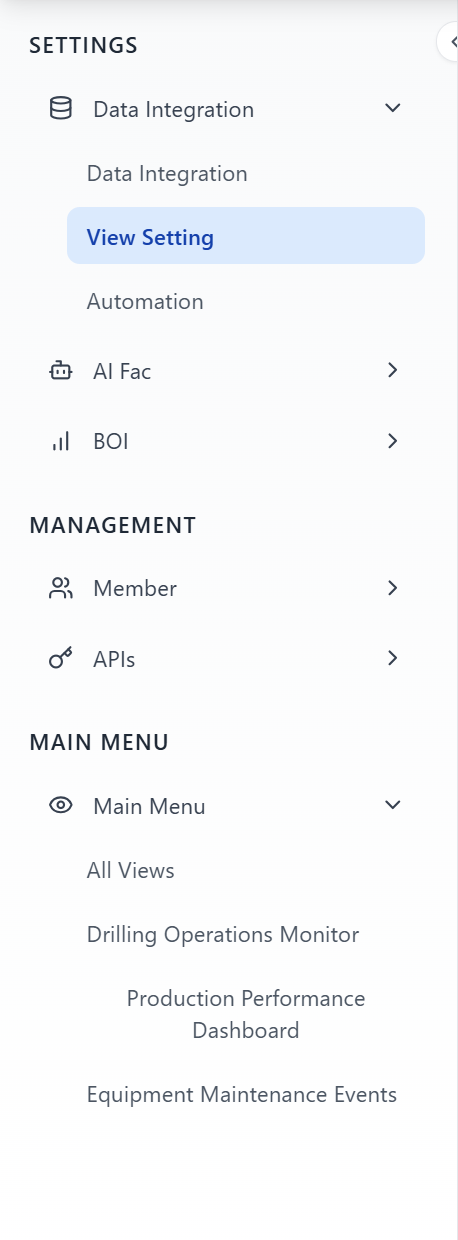 SETTINGS
Data Integration
Data Integration
View Setting
Automation
AI Fac
BOI
MANAGEMENT
Member
APIs
MAIN MENU
Main Menu
All Views
Drilling Operations Monitor
Production Performance
Dashboard
Equipment Maintenance Events